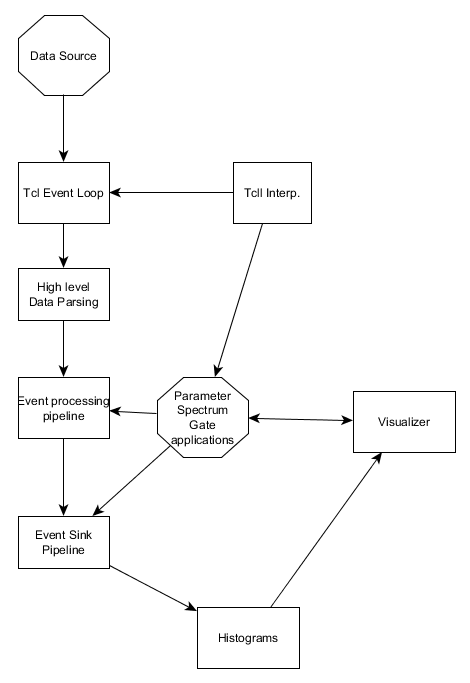 Data Source
Tcl Event Loop
Tcll Interp.
High level
Data Parsing
Event processing
pipeline
Parameter
Spectrum
Gate
applications
Visualizer
Event Sink
Pipeline
Histograms